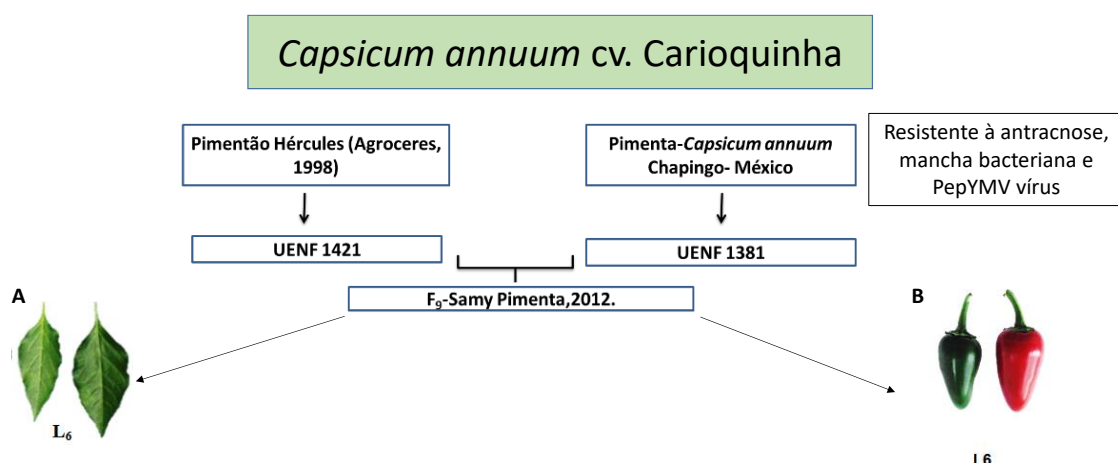 Capsicum annuum cv. Carioquinha
Pimentão Hércules (Agroceres,
1998)
Pimenta-Capsicum annuum
Chapingo- México
Resistente à antracnose,
mancha bacteriana e
PepYMV vírus
UENF 1421
UENF 1381
F₉-Samy Pimenta,2012.
A
B
L₆
L6